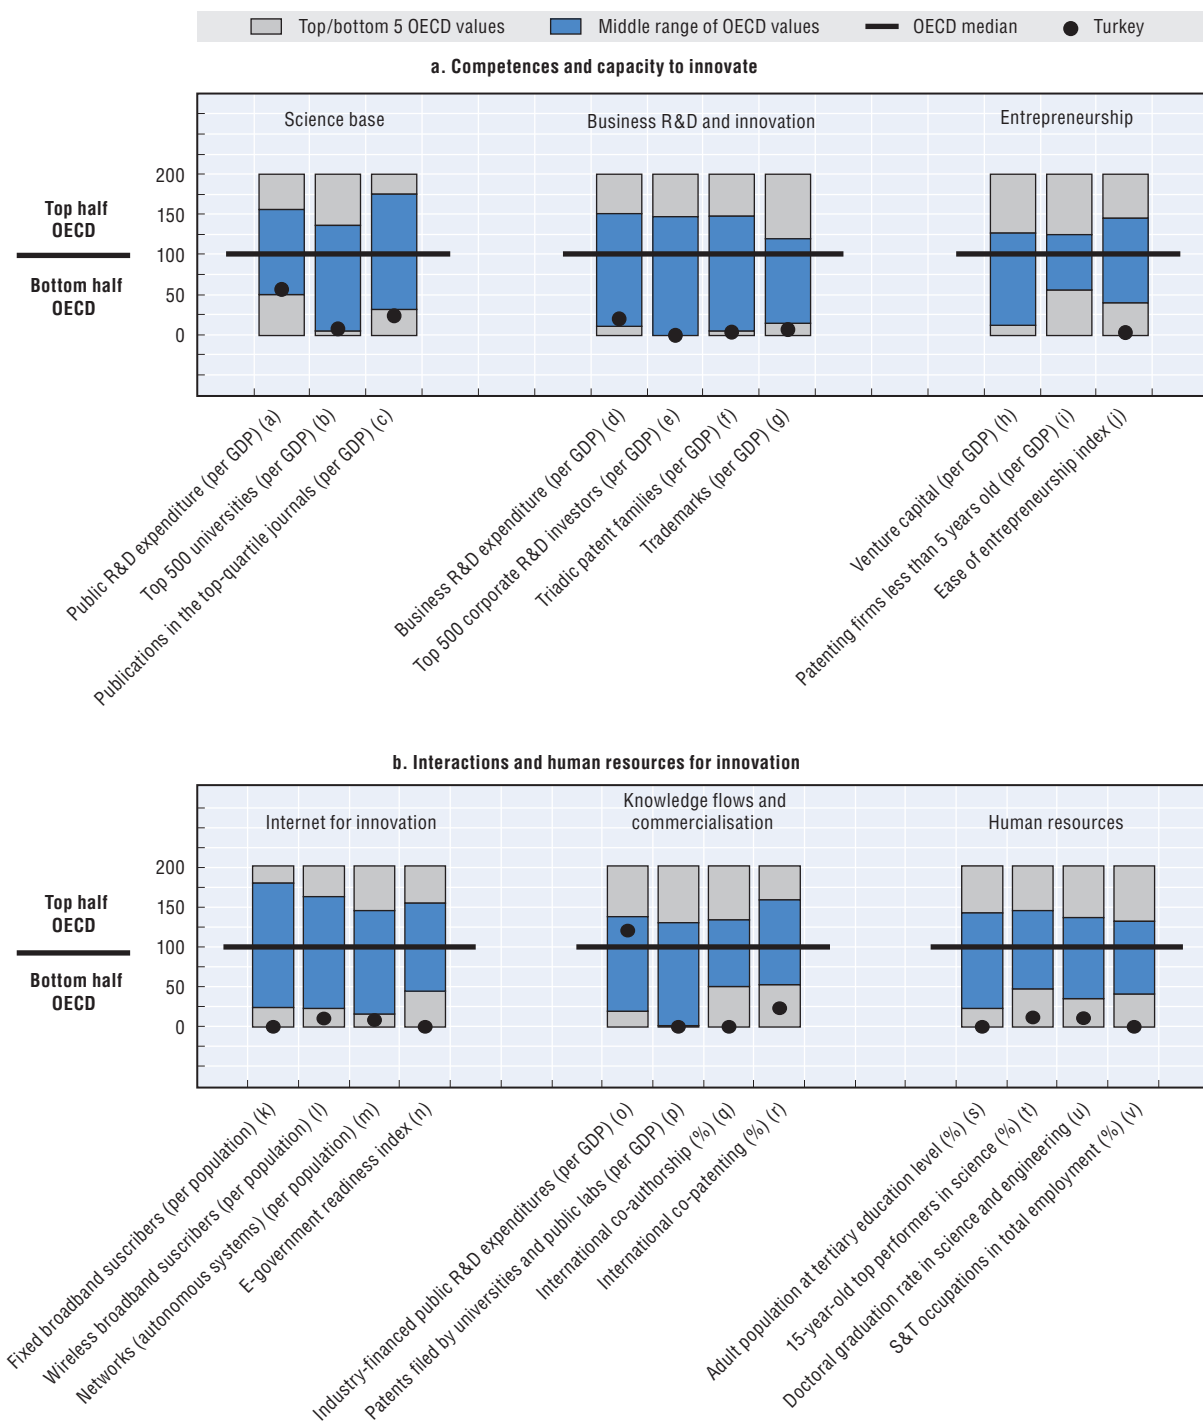 Top/bottom 5 OECD values Middle range of OECD values OECD median Turkey
a. Competences and capacity to innovate
Science base Business R&D and innovation Entrepreneurship
200
150
100
50
0
Top half
OECD
Bottom half
OECD
Public R&D expenditure (per GDP) (a)
Top 500 universities (per GDP) (b)
Publications in the top-quartile journals (per GDP) (c)
Business R&D expenditure (per GDP) (d)
Top 500 corporate R&D investors (per GDP) (e)
Triadic patent families (per GDP) (f)
Trademarks (per GDP) (g)
Venture capital (per GDP) (h)
Patenting firms less than 5 years old (per GDP) (i)
Ease of entrepreneurship index (j)
b. Interactions and human resources for innovation
Internet for innovation
Knowledge flows and
commercialisation
Human resources
200
150
100
50
0
Top half
OECD
Bottom half
OECD
Fixed broadband suscribers (per population) (k)
Wireless broadband suscribers (per population) (l)
Networks (autonomous systems) (per population) (m)
E-government readiness index (n)
Industry-financed public R&D expenditures (per GDP) (o)
Patents filed by universities and public labs (per GDP) (p)
International co-authorship (%) (q)
International co-patenting (%) (r)
Adult population at tertiary education level (%) (s)
15-year-old top performers in science (%) (t)
Doctoral graduation rate in science and engineering (u)
S&T occupations in total employment (%) (v)